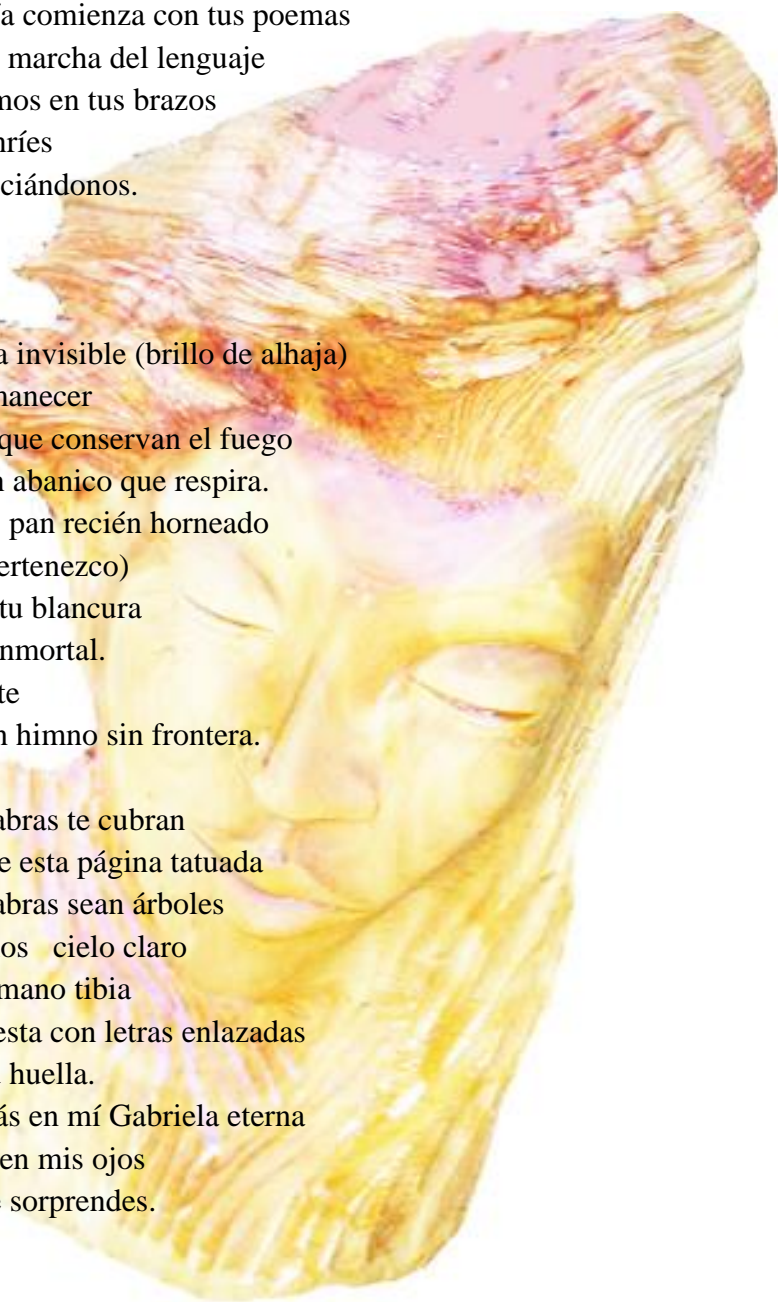 ía comienza con tus poemas
marcha del lenguaje
mos en tus brazos
nríes
ciándonos.
a invisible (brillo de alhaja)
manecer
que conservan el fuego
n abanico que respira.
pan recién horneado
ertenezco)
tu blancura
nmortal.
te
n himno sin frontera.
abras te cubran
e esta página tatuada
abras sean árboles
os cielo claro
mano tibia
esta con letras enlazadas
huella.
ás en mí Gabriela eterna
en mis ojos
e sorprendes.